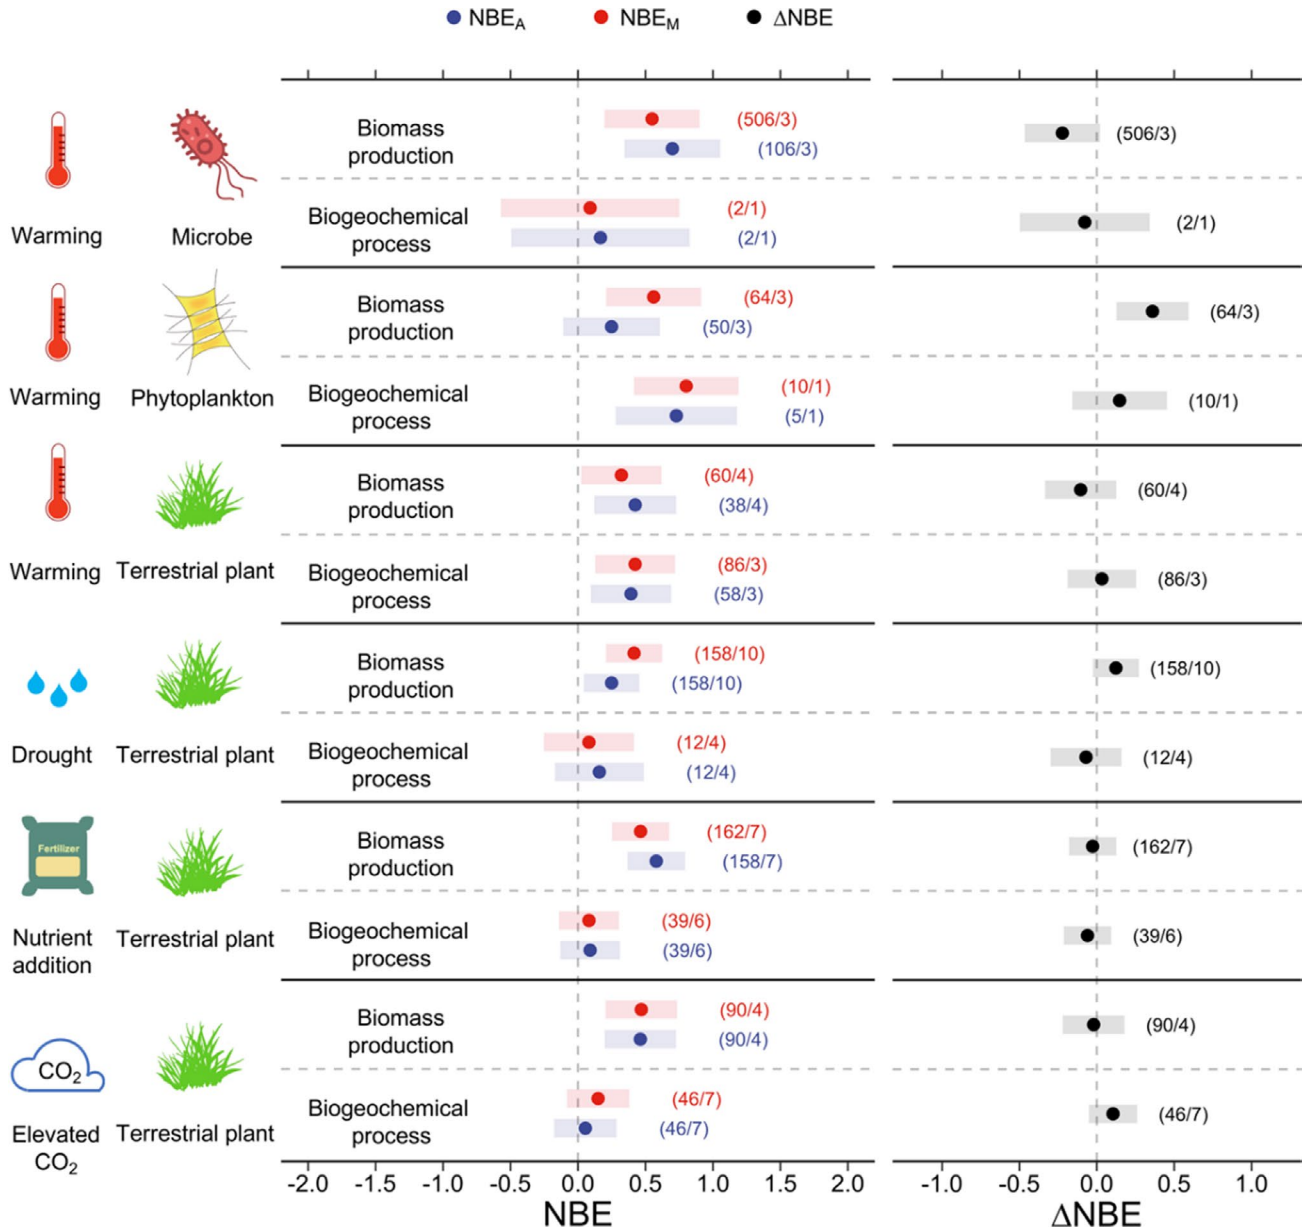 NBE_A NBE_M ΔNBE
Biomass production (506/3) (106/3) (506/3)
Warming Microbe
Biogeochemical process (2/1) (2/1) (2/1)
Biomass production (64/3) (50/3) (64/3)
Warming Phytoplankton
Biogeochemical process (10/1) (5/1) (10/1)
Biomass production (60/4) (38/4) (60/4)
Warming Terrestrial plant
Biogeochemical process (86/3) (58/3) (86/3)
Biomass production (158/10) (158/10) (158/10)
Drought Terrestrial plant
Biogeochemical process (12/4) (12/4) (12/4)
Fertilizer
Biomass production (162/7) (158/7) (162/7)
Nutrient addition Terrestrial plant
Biogeochemical process (39/6) (39/6) (39/6)
Biomass production (90/4) (90/4) (90/4)
CO₂
Elevated CO₂ Terrestrial plant
Biogeochemical process (46/7) (46/7) (46/7)
-2.0 -1.5 -1.0 -0.5 0.0 0.5 1.0 1.5 2.0 -1.0 -0.5 0.0 0.5 1.0
NBE ΔNBE